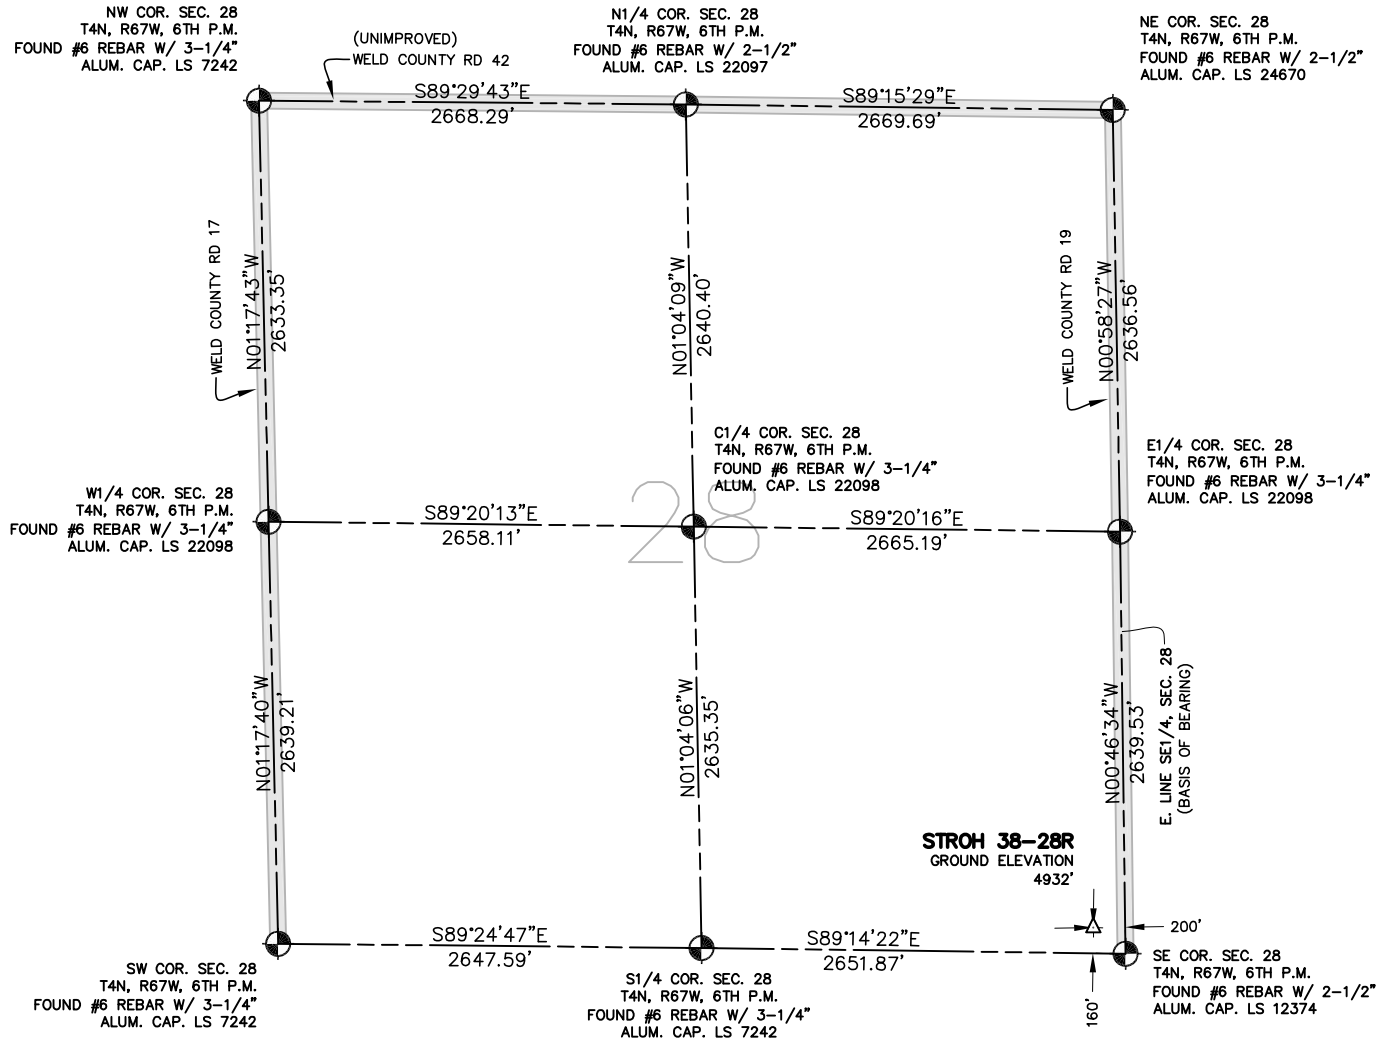 NW COR. SEC. 28
T4N, R67W, 6TH P.M.
FOUND #6 REBAR W/ 3-1/4"
ALUM. CAP. LS 7242
(UNIMPROVED)
WELD COUNTY RD 42
N1/4 COR. SEC. 28
T4N, R67W, 6TH P.M.
FOUND #6 REBAR W/ 2-1/2"
ALUM. CAP. LS 22097
NE COR. SEC. 28
T4N, R67W, 6TH P.M.
FOUND #6 REBAR W/ 2-1/2"
ALUM. CAP. LS 24670
S89°29'43"E
2668.29'
S89°15'29"E
2669.69'
WELD COUNTY RD 17
N01°17'43"W
2633.35'
N01°04'09"W
2640.40'
WELD COUNTY RD 19
N00°58'27"W
2636.56'
C1/4 COR. SEC. 28
T4N, R67W, 6TH P.M.
FOUND #6 REBAR W/ 3-1/4"
ALUM. CAP. LS 22098
E1/4 COR. SEC. 28
T4N, R67W, 6TH P.M.
FOUND #6 REBAR W/ 3-1/4"
ALUM. CAP. LS 22098
W1/4 COR. SEC. 28
T4N, R67W, 6TH P.M.
FOUND #6 REBAR W/ 3-1/4"
ALUM. CAP. LS 22098
S89°20'13"E
2658.11'
28
S89°20'16"E
2665.19'
N01°17'40"W
2639.21'
N01°04'06"W
2635.35'
N00°46'34"W
2639.53'
E. LINE SE1/4, SEC. 28
(BASIS OF BEARING)
STROH 38-28R
GROUND ELEVATION
4932'
200'
160'
S89°24'47"E
2647.59'
S89°14'22"E
2651.87'
SW COR. SEC. 28
T4N, R67W, 6TH P.M.
FOUND #6 REBAR W/ 3-1/4"
ALUM. CAP. LS 7242
S1/4 COR. SEC. 28
T4N, R67W, 6TH P.M.
FOUND #6 REBAR W/ 3-1/4"
ALUM. CAP. LS 7242
SE COR. SEC. 28
T4N, R67W, 6TH P.M.
FOUND #6 REBAR W/ 2-1/2"
ALUM. CAP. LS 12374